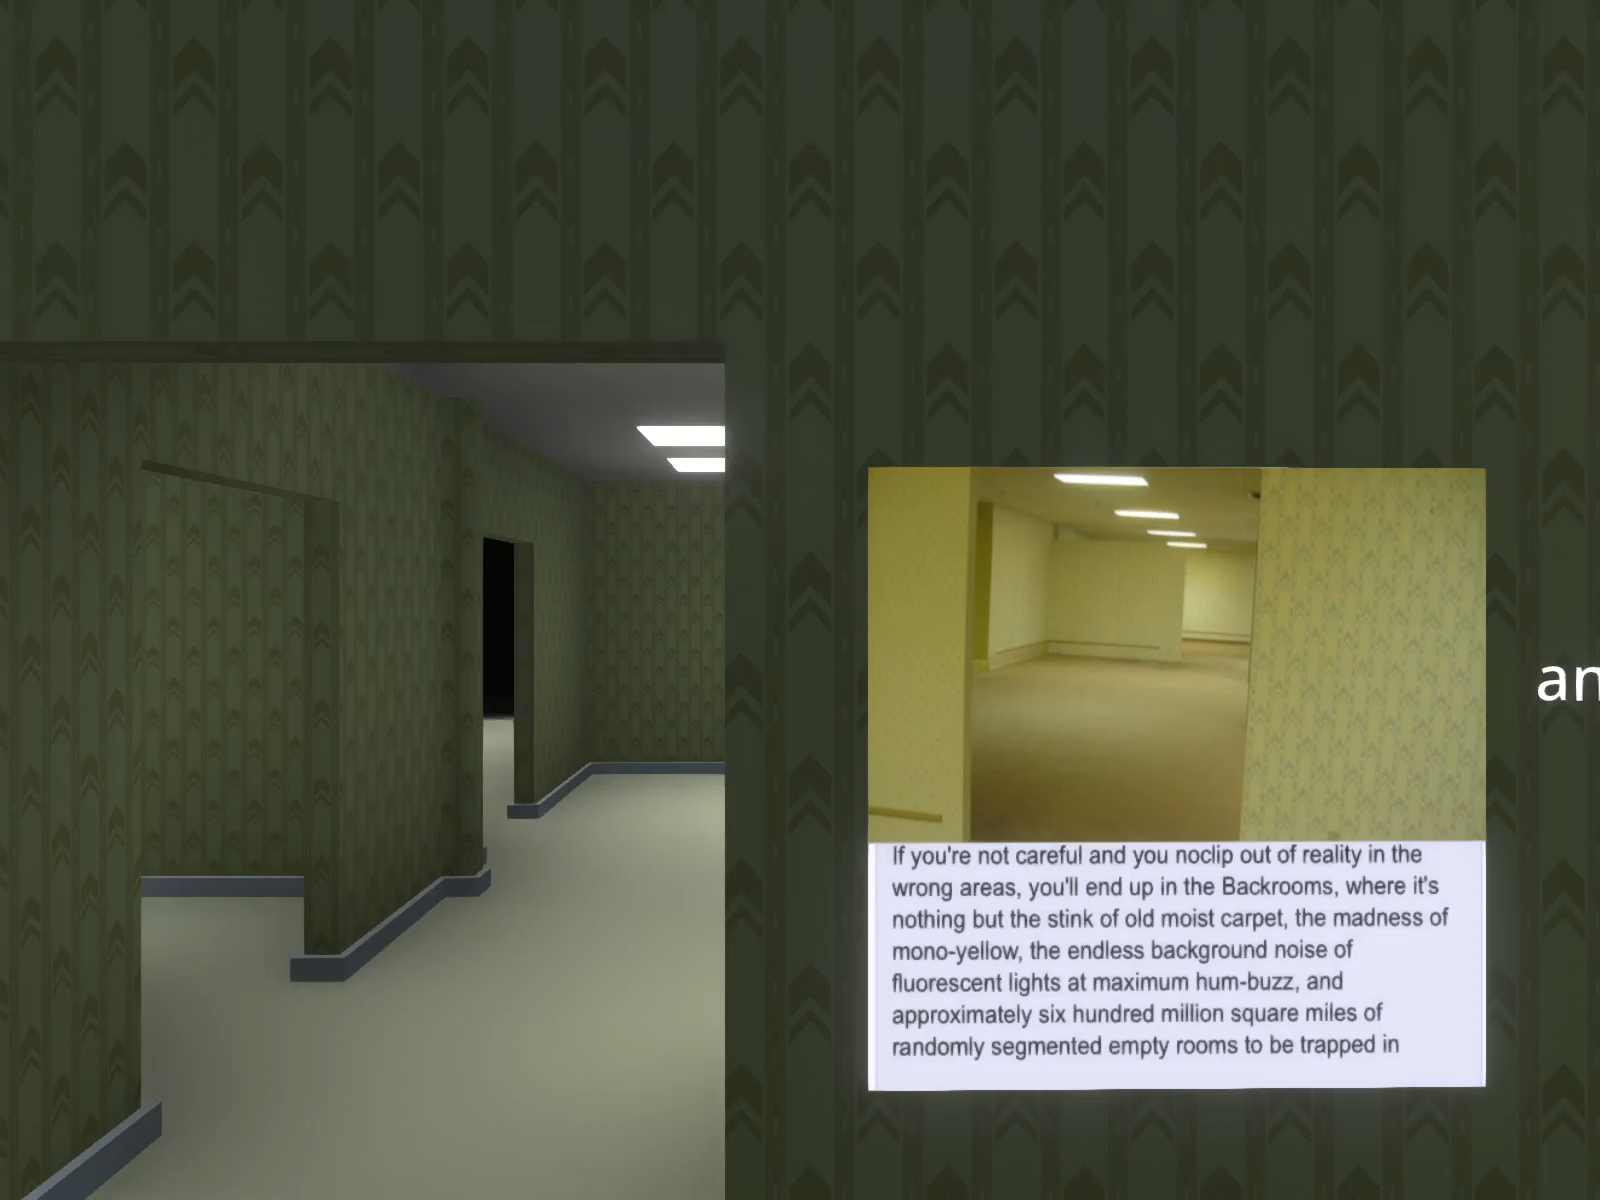 If you're not careful and you noclip out of reality in the
wrong areas, you'll end up in the Backrooms, where it's
nothing but the stink of old moist carpet, the madness of
mono-yellow, the endless background noise of
fluorescent lights at maximum hum-buzz, and
approximately six hundred million square miles of
randomly segmented empty rooms to be trapped in
an